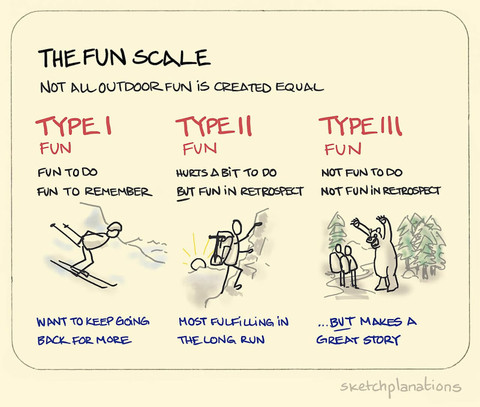 THE FUN SCALE
NOT ALL OUTDOOR FUN IS CREATED EQUAL
TYPE I
FUN
FUN TO DO
FUN TO REMEMBER
WANT TO KEEP GOING
BACK FOR MORE
TYPE II
FUN
HURTS A BIT TO DO
BUT FUN IN RETROSPECT
MOST FULFILLING IN
THE LONG RUN
TYPE III
FUN
NOT FUN TO DO
NOT FUN IN RETROSPECT
...BUT MAKES A
GREAT STORY
sketchplanations